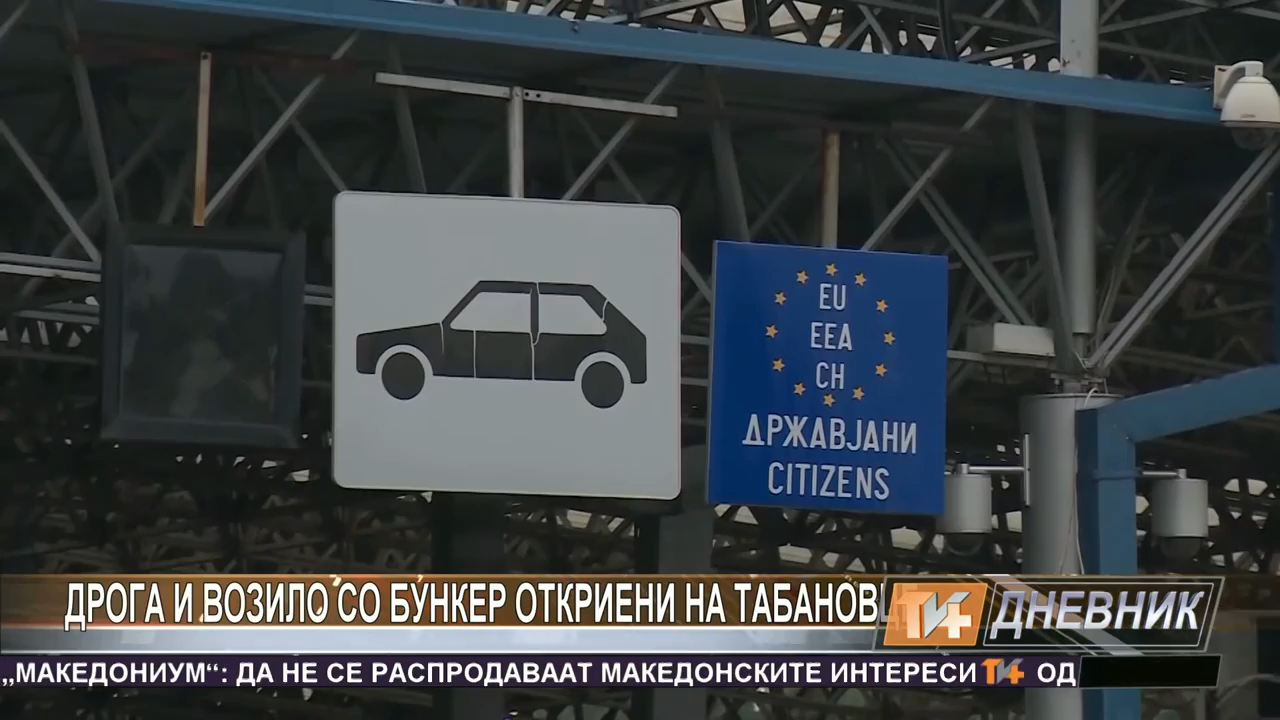 EU
EEA
CH
ДРЖАВЈАНИ
CITIZENS
ДРОГА И ВОЗИЛО СО БУНКЕР ОТКРИЕНИ НА
ТV4 ДНЕВНИК
„МАКЕДОНИУМ“: ДА НЕ СЕ РАСПРОДАВААТ МАКЕДОНСКИТЕ ИНТЕРЕСИ ОД